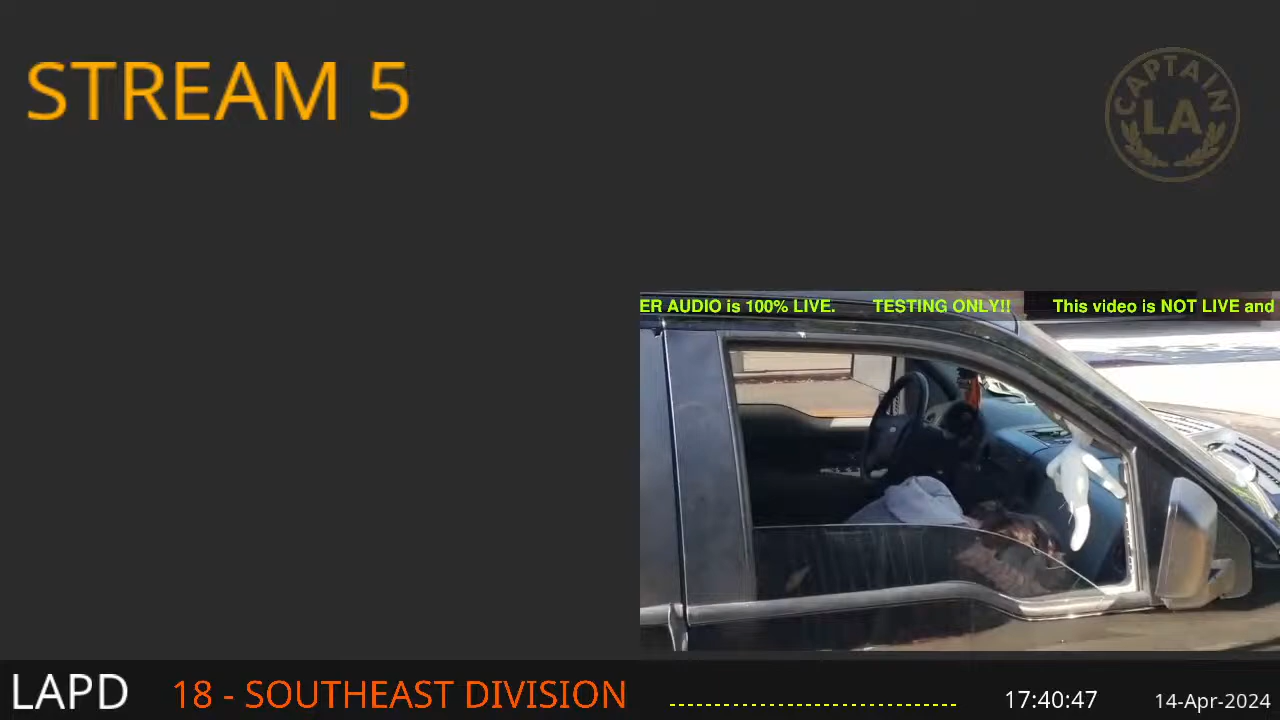 STREAM 5
CAPTAIN
LA
ER AUDIO is 100% LIVE. TESTING ONLY!! This video is NOT LIVE and
LAPD 18 - SOUTHEAST DIVISION 17:40:47 14-Apr-2024